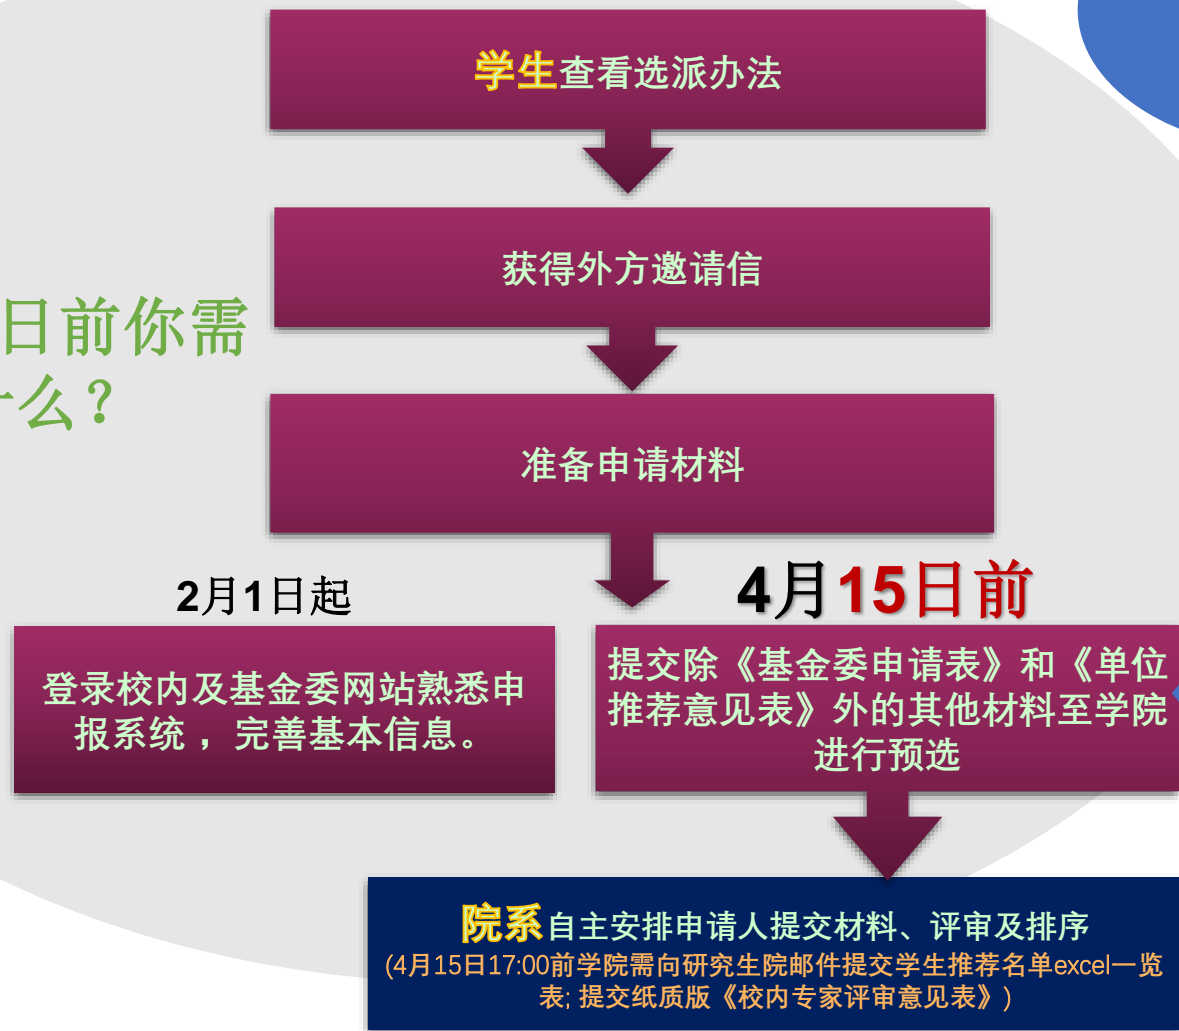 学生查看选派办法
获得外方邀请信
日前你需
什么？
准备申请材料
2月1日起
4月15日前
登录校内及基金委网站熟悉申
报系统 ，完善基本信息。
提交除《基金委申请表》和《单位
推荐意见表》外的其他材料至学院
进行预选
院系自主安排申请人提交材料、评审及排序
(4月15日17:00前学院需向研究生院邮件提交学生推荐名单excel一览
表; 提交纸质版《校内专家评审意见表》)